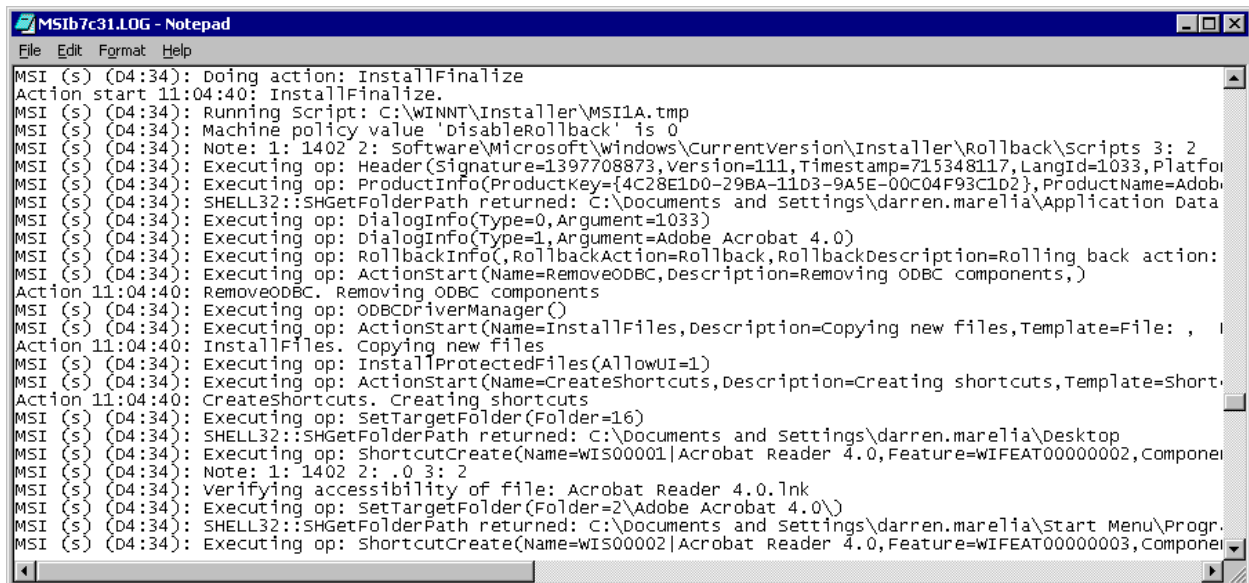 MSIb7c31.LOG - Notepad
File Edit Format Help
MSI (s) (D4:34): Doing action: InstallFinalize
Action start 11:04:40: InstallFinalize.
MSI (s) (D4:34): Running Script: C:\WINNT\Installer\MSI1A.tmp
MSI (s) (D4:34): Machine policy value 'DisableRollback' is 0
MSI (s) (D4:34): Note: 1: 1402 2: Software\Microsoft\Windows\CurrentVersion\Installer\Rollback\Scripts 3: 2
MSI (s) (D4:34): Executing op: Header(Signature=1397708873,Version=111,Timestamp=715348117,LangId=1033,Platfo
MSI (s) (D4:34): Executing op: ProductInfo(ProductKey={4C28E1D0-29BA-11D3-9A5E-00C04F93C1D2},ProductName=Adob
MSI (s) (D4:34): SHELL32::SHGetFolderPath returned: C:\Documents and Settings\darren.marelia\Application Data
MSI (s) (D4:34): Executing op: DialogInfo(Type=0,Argument=1033)
MSI (s) (D4:34): Executing op: DialogInfo(Type=1,Argument=Adobe Acrobat 4.0)
MSI (s) (D4:34): Executing op: RollbackInfo(,RollbackAction=Rollback,RollbackDescription=Rolling back action:
MSI (s) (D4:34): Executing op: ActionStart(Name=RemoveODBC,Description=Removing ODBC components,)
Action 11:04:40: RemoveODBC. Removing ODBC components
MSI (s) (D4:34): Executing op: ODBCDriverManager()
MSI (s) (D4:34): Executing op: ActionStart(Name=InstallFiles,Description=Copying new files,Template=File: ,
Action 11:04:40: InstallFiles. Copying new files
MSI (s) (D4:34): Executing op: InstallProtectedFiles(AllowUI=1)
MSI (s) (D4:34): Executing op: ActionStart(Name=CreateShortcuts,Description=Creating shortcuts,Template=Short
Action 11:04:40: CreateShortcuts. Creating shortcuts
MSI (s) (D4:34): Executing op: SetTargetFolder(Folder=16)
MSI (s) (D4:34): SHELL32::SHGetFolderPath returned: C:\Documents and Settings\darren.marelia\Desktop
MSI (s) (D4:34): Executing op: ShortcutCreate(Name=WIS00001|Acrobat Reader 4.0,Feature=WIFEAT00000002,Compone
MSI (s) (D4:34): Note: 1: 1402 2: .0 3: 2
MSI (s) (D4:34): Verifying accessibility of file: Acrobat Reader 4.0.lnk
MSI (s) (D4:34): Executing op: SetTargetFolder(Folder=2\Adobe Acrobat 4.0\)
MSI (s) (D4:34): SHELL32::SHGetFolderPath returned: C:\Documents and Settings\darren.marelia\Start Menu\Progr
MSI (s) (D4:34): Executing op: ShortcutCreate(Name=WIS00002|Acrobat Reader 4.0,Feature=WIFEAT00000003,Compone